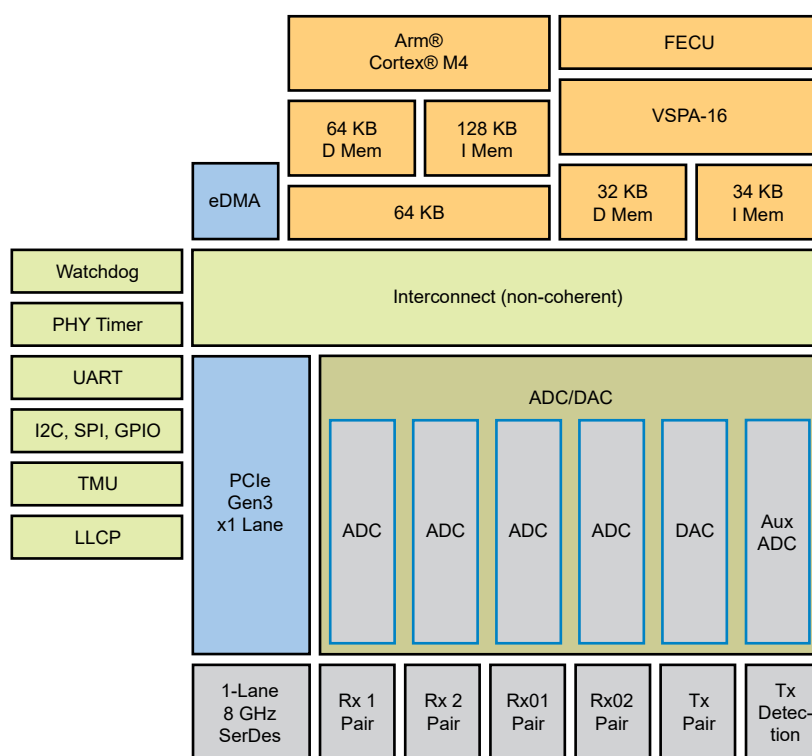 Arm®
Cortex® M4
FECU
64 KB
D Mem
128 KB
I Mem
VSPA-16
eDMA
64 KB
32 KB
D Mem
34 KB
I Mem
Watchdog
PHY Timer
UART
I2C, SPI, GPIO
TMU
LLCP
Interconnect (non-coherent)
PCIe
Gen3
x1 Lane
ADC/DAC
ADC
ADC
ADC
ADC
DAC
Aux
ADC
1-Lane
8 GHz
SerDes
Rx 1
Pair
Rx 2
Pair
Rx01
Pair
Rx02
Pair
Tx
Pair
Tx
Detec-
tion